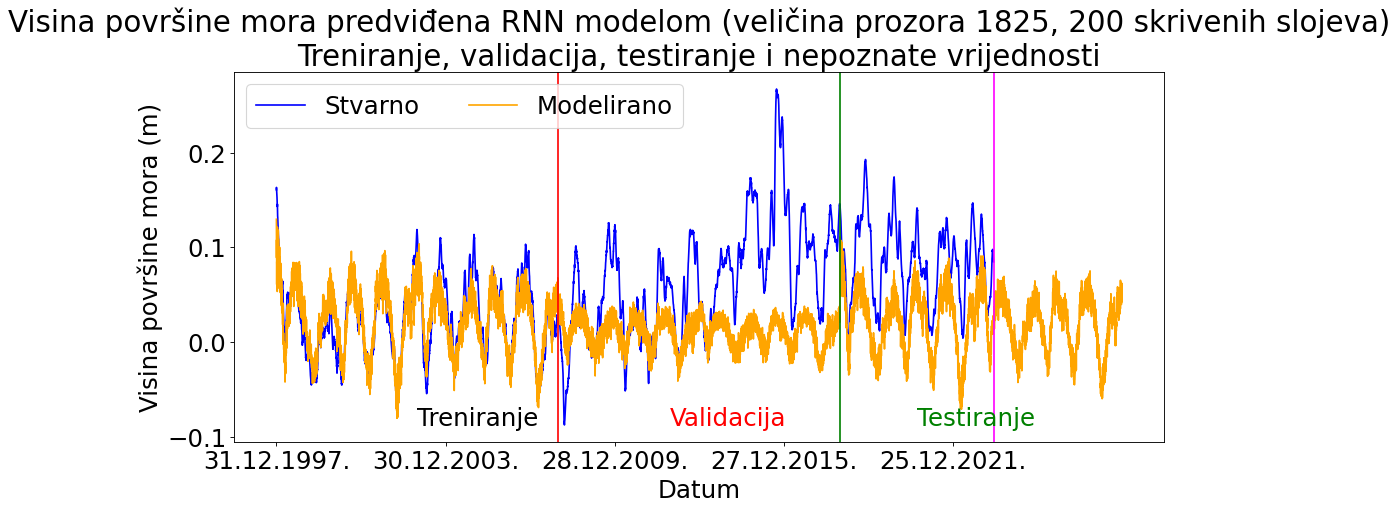 Visina površine mora predviđena RNN modelom (veličina prozora 1825, 200 skrivenih slojeva)
Treniranje, validacija, testiranje i nepoznate vrijednosti
Stvarno Modelirano
Visina površine mora (m)
0.2
0.1
0.0
−0.1
Treniranje Validacija Testiranje
31.12.1997. 30.12.2003. 28.12.2009. 27.12.2015. 25.12.2021.
Datum